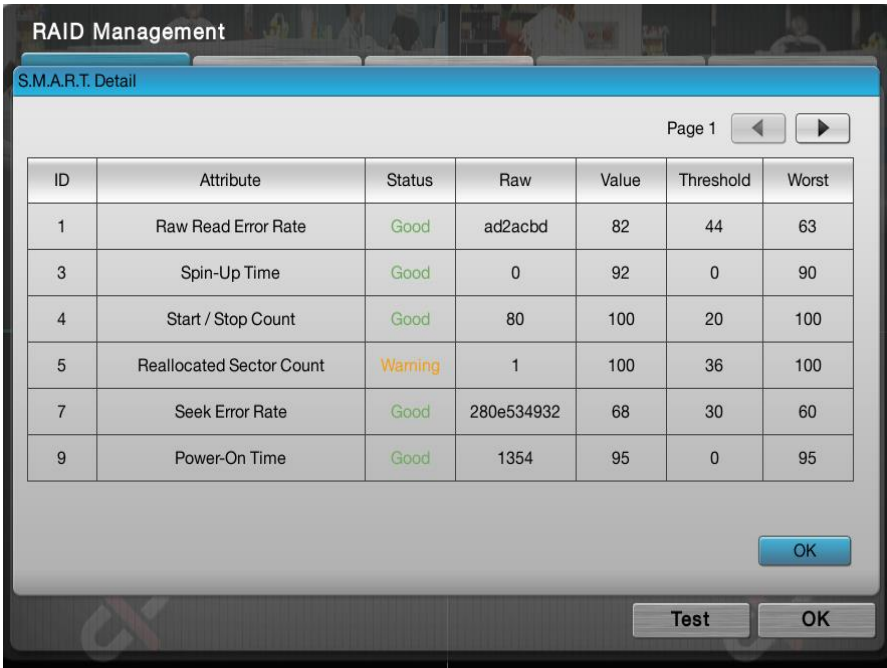 RAID Management
S.M.A.R.T. Detail
Page 1
ID Attribute Status Raw Value Threshold Worst
1 Raw Read Error Rate Good ad2acbd 82 44 63
3 Spin-Up Time Good 0 92 0 90
4 Start / Stop Count Good 80 100 20 100
5 Reallocated Sector Count Warning 1 100 36 100
7 Seek Error Rate Good 280e534932 68 30 60
9 Power-On Time Good 1354 95 0 95
OK
Test OK